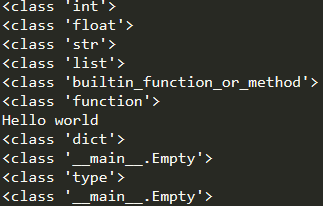 <class 'int'>
<class 'float'>
<class 'str'>
<class 'list'>
<class 'builtin_function_or_method'>
<class 'function'>
Hello world
<class 'dict'>
<class '__main__.Empty'>
<class 'type'>
<class '__main__.Empty'>